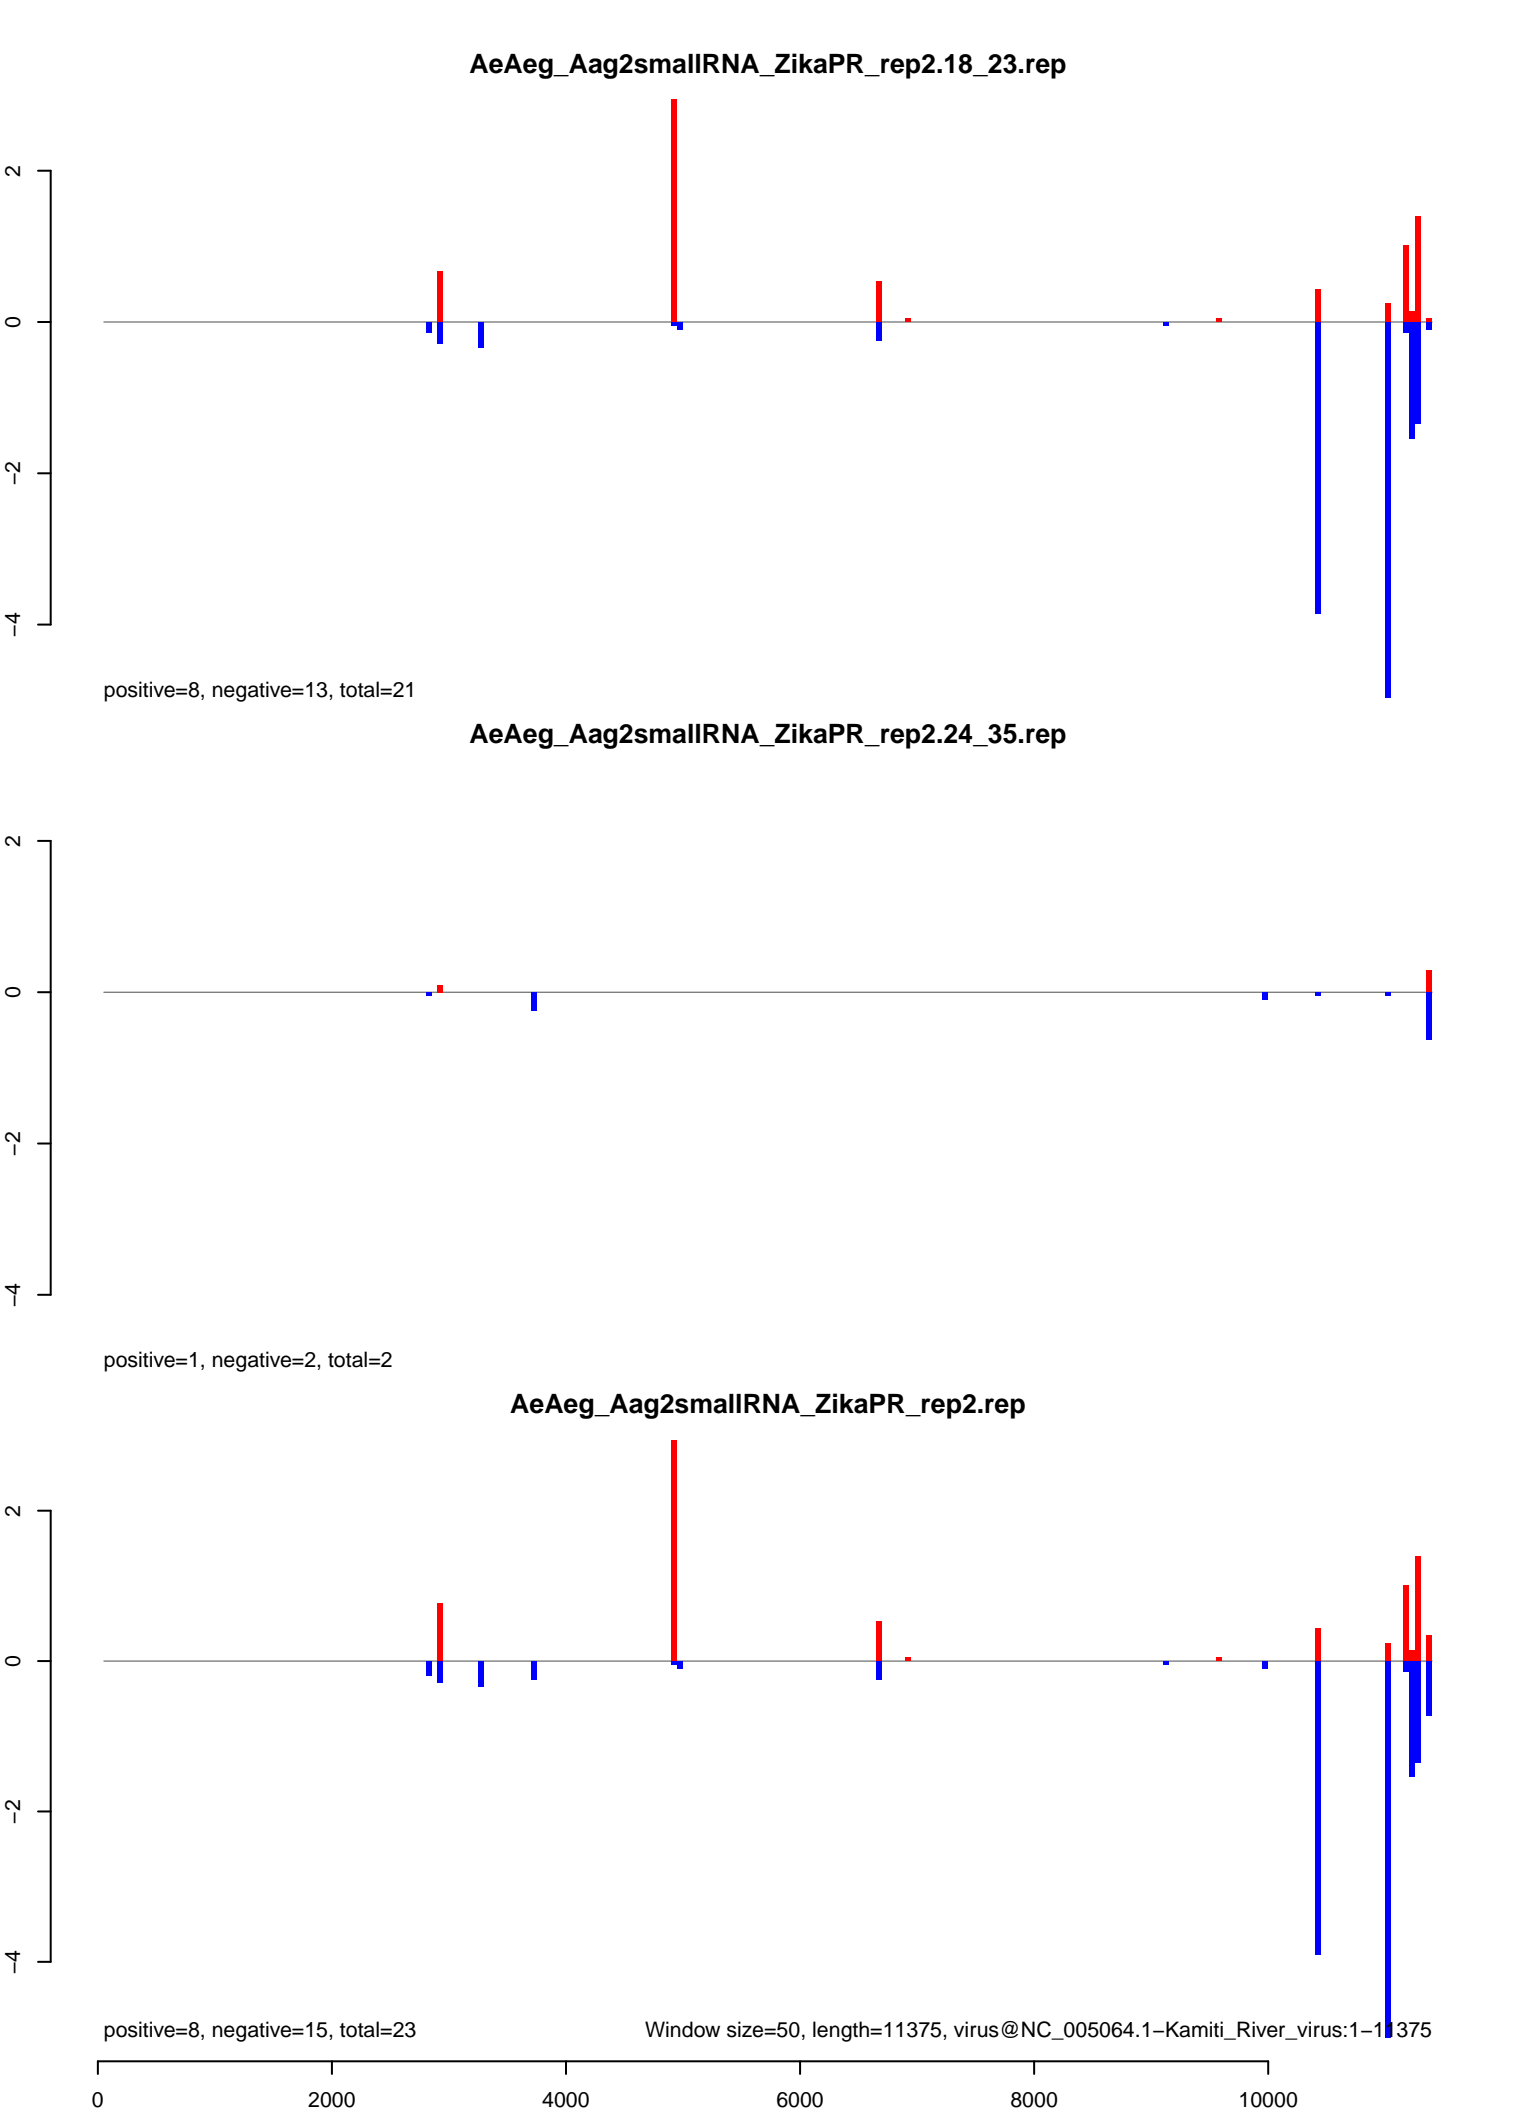 AeAeg_Aag2smallRNA_ZikaPR_rep2.18_23.rep
2
0
−2
−4
positive=8, negative=13, total=21
AeAeg_Aag2smallRNA_ZikaPR_rep2.24_35.rep
2
0
−2
−4
positive=1, negative=2, total=2
AeAeg_Aag2smallRNA_ZikaPR_rep2.rep
2
0
−2
−4
positive=8, negative=15, total=23
Window size=50, length=11375, virus@NC_005064.1−Kamiti_River_virus:1−11375
0 2000 4000 6000 8000 10000